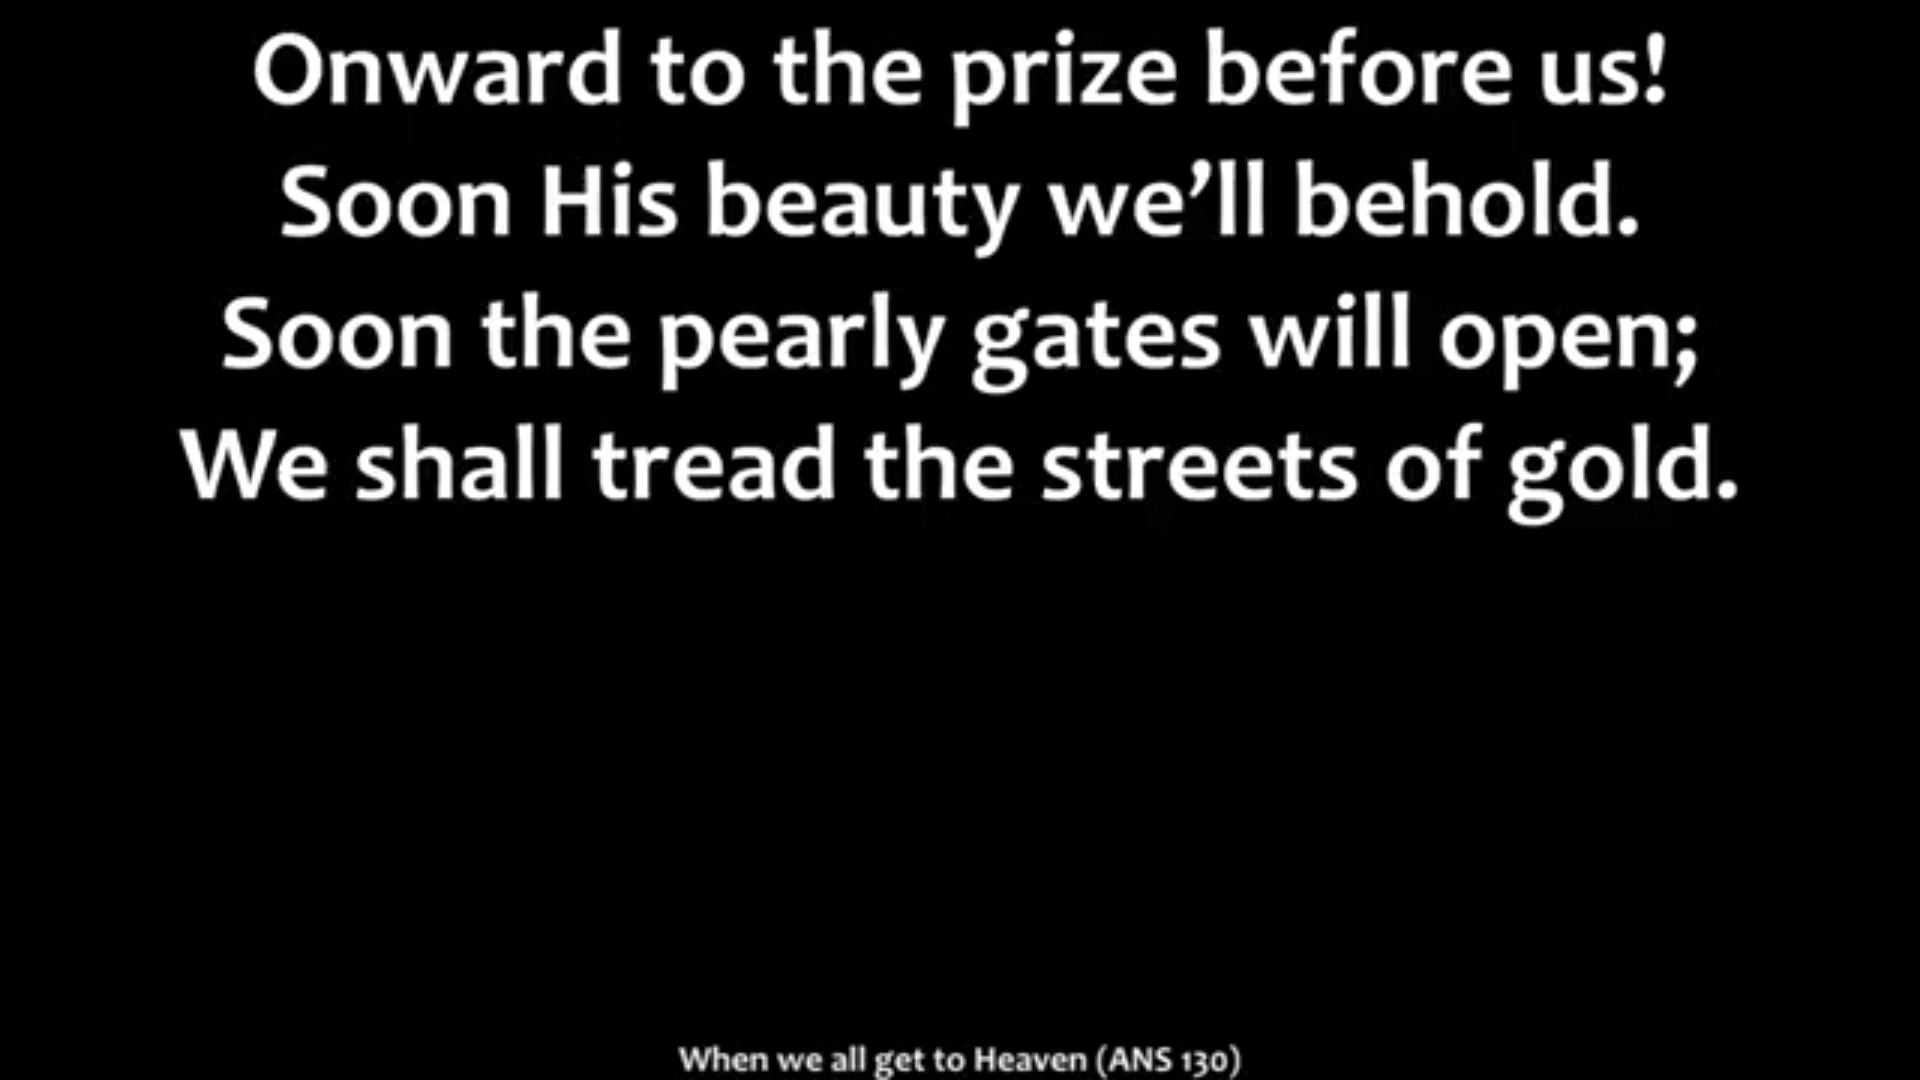 Onward to the prize before us!
Soon His beauty we’ll behold.
Soon the pearly gates will open;
We shall tread the streets of gold.
When we all get to Heaven (ANS 130)